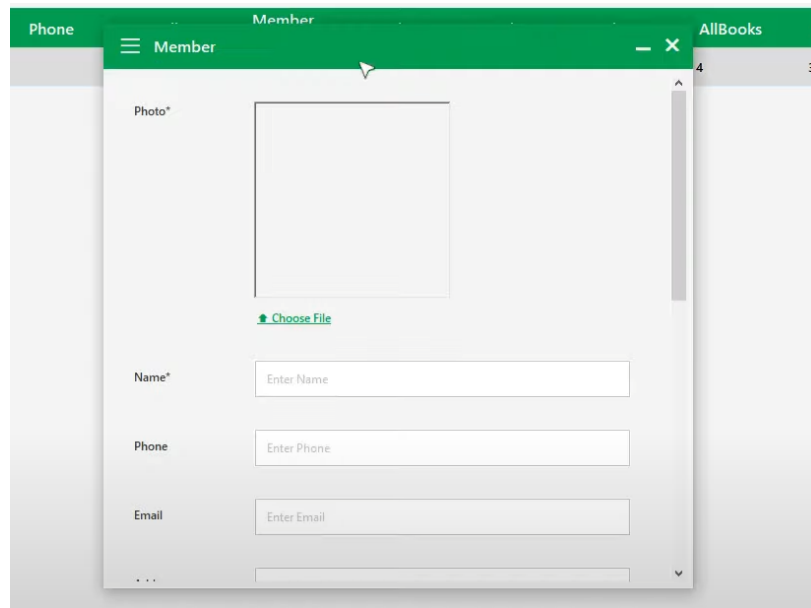 Phone
Member
AllBooks
Member
4
Photo*
Choose File
Name*
Enter Name
Phone
Enter Phone
Email
Enter Email